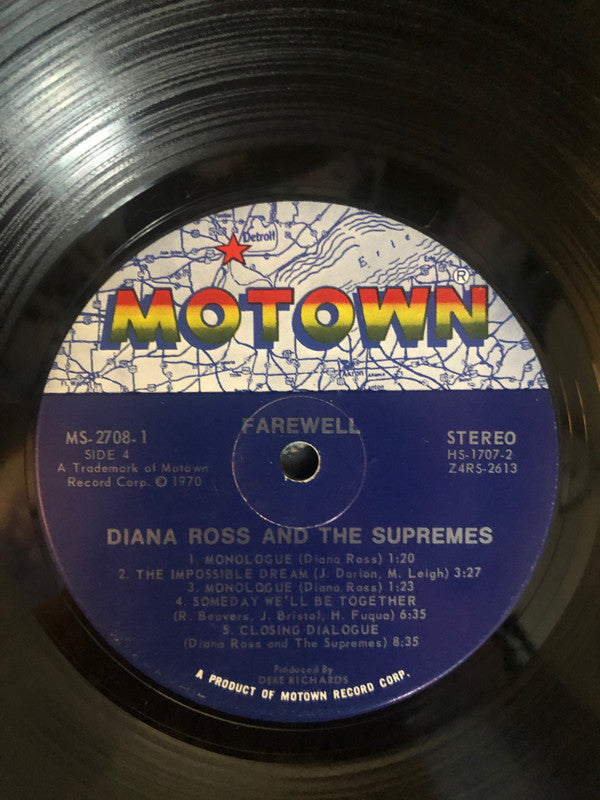 Detroit
Erie
MOTOWN®
Akron
FAREWELL
MS-2708-1
SIDE 4
A Trademark of Motown
Record Corp. © 1970
STEREO
HS-1707-2
Z4RS-2613
DIANA ROSS AND THE SUPREMES
1. MONOLOGUE (Diana Ross) 1:20
2. THE IMPOSSIBLE DREAM (J. Darion, M. Leigh) 3:27
3. MONOLOGUE (Diana Ross) 1:23
4. SOMEDAY WE'LL BE TOGETHER
(R. Beavers, J. Bristol, H. Fuqua) 6:35
5. CLOSING DIALOGUE
(Diana Ross and The Supremes) 8:35
Produced By
DEKE RICHARDS
A PRODUCT OF MOTOWN RECORD CORP.